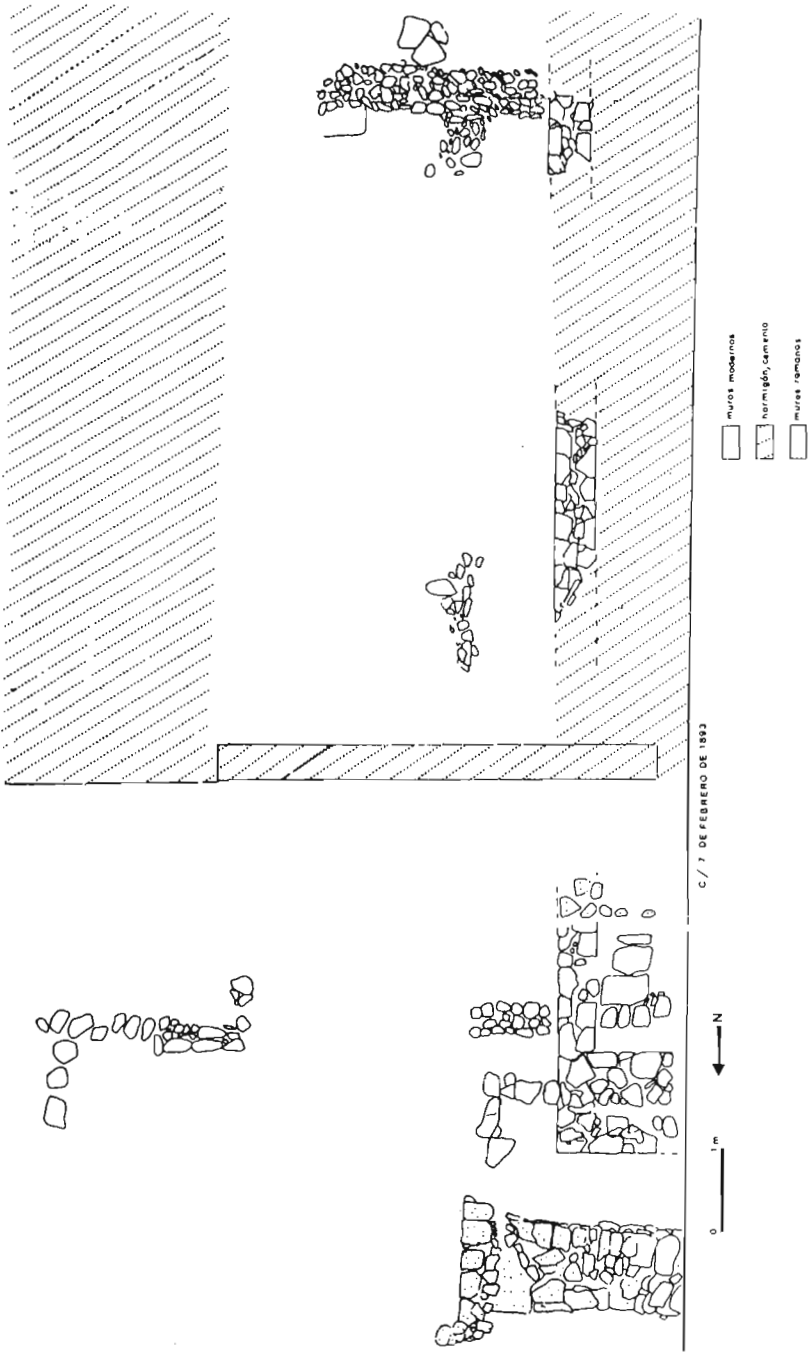 muros modernos
hormigón, cemento
muros romanos
C/ 7 DE FEBRERO DE 1893
N
0 1 m